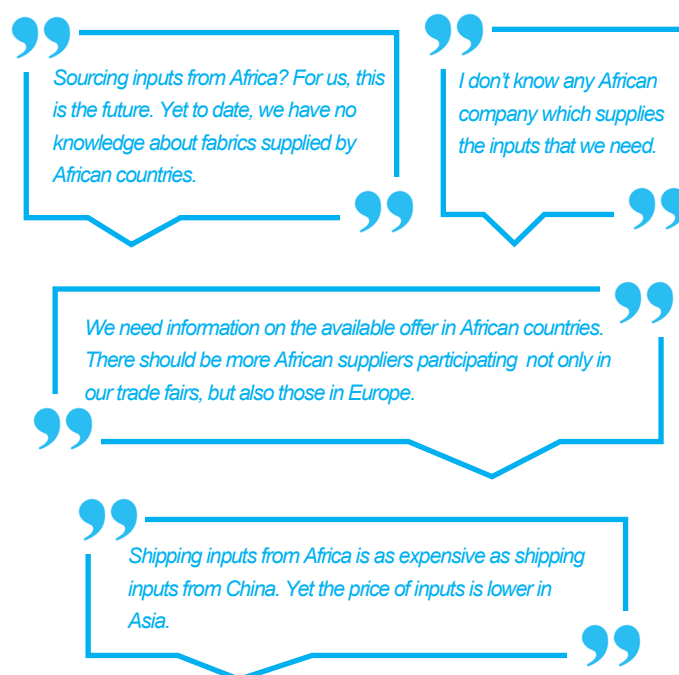 Sourcing inputs from Africa? For us, this
is the future. Yet to date, we have no
knowledge about fabrics supplied by
African countries.
I don't know any African
company which supplies
the inputs that we need.
We need information on the available offer in African countries.
There should be more African suppliers participating not only in
our trade fairs, but also those in Europe.
Shipping inputs from Africa is as expensive as shipping
inputs from China. Yet the price of inputs is lower in
Asia.